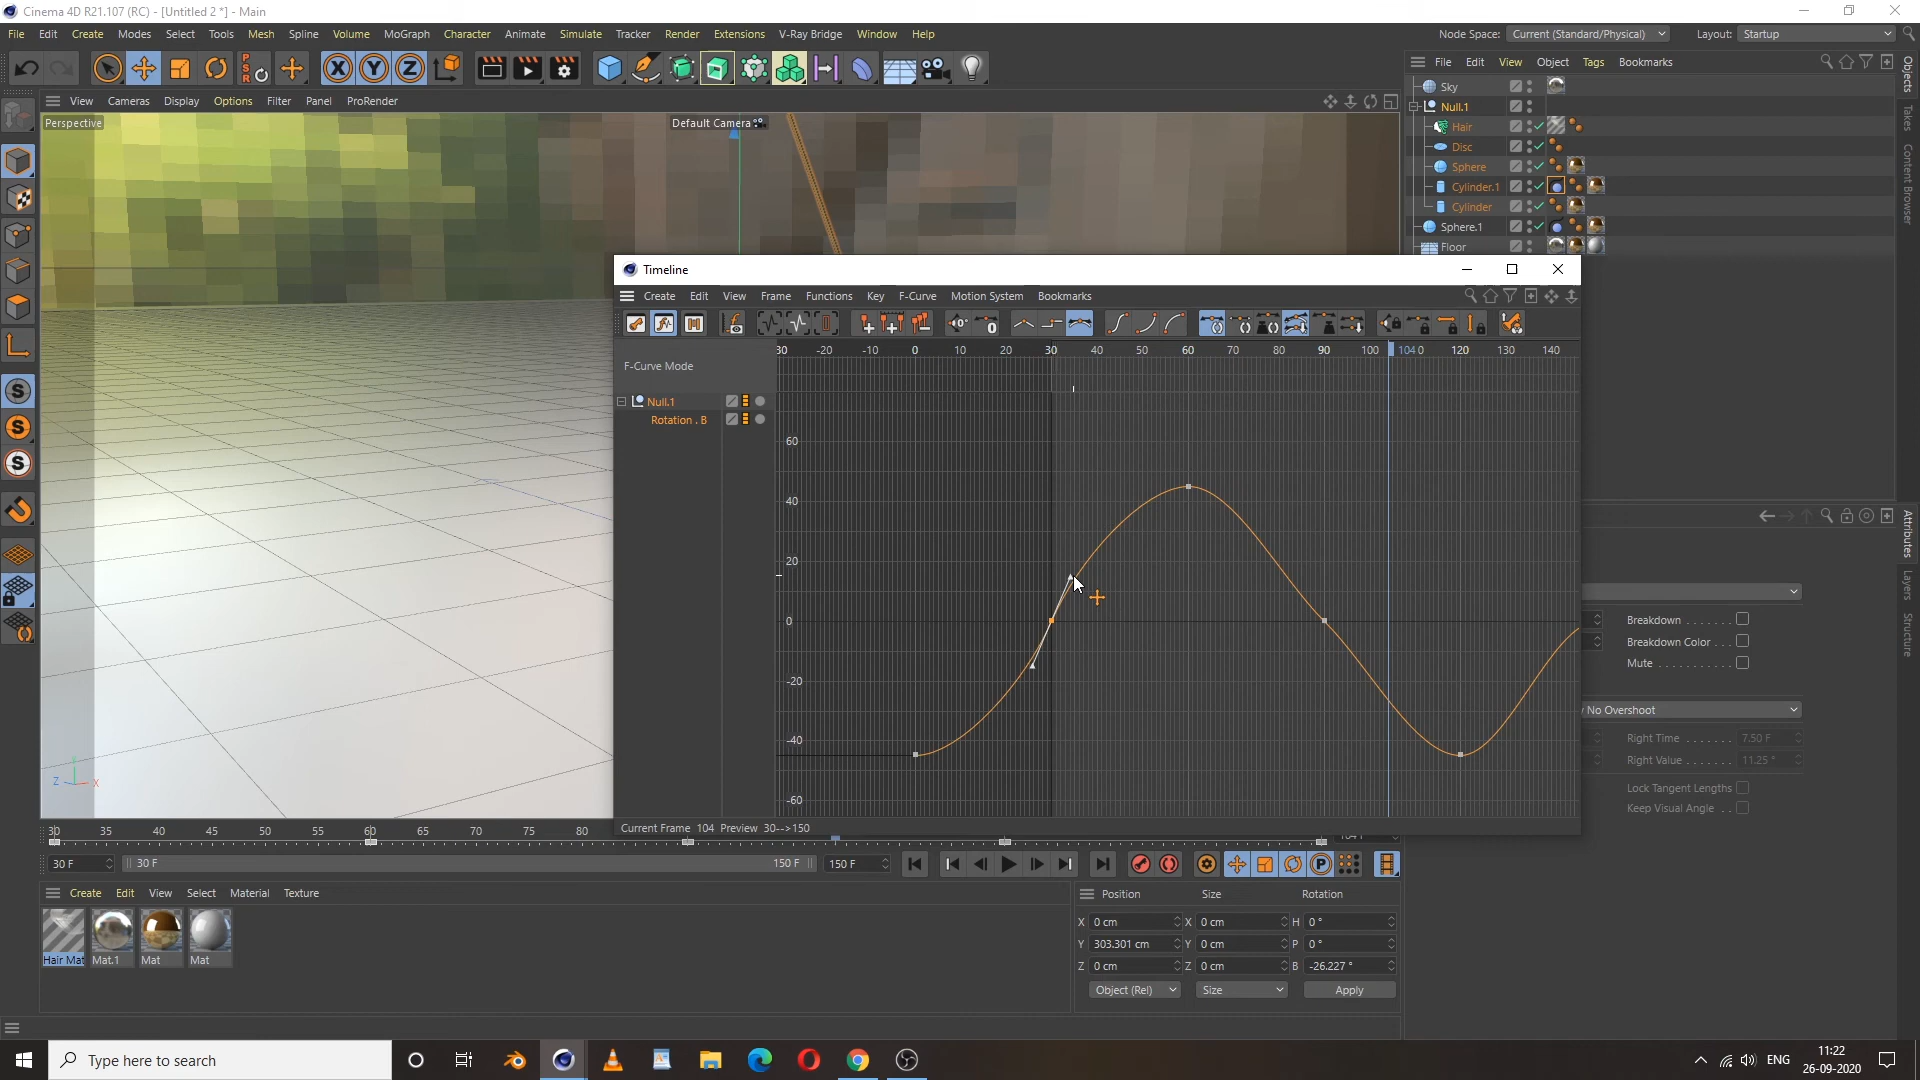 Cinema 4D R21.107 (RC) - [Untitled 2 *] - Main
File Edit Create Modes Select Tools Mesh Spline Volume MoGraph Character Animate Simulate Tracker Render Extensions V-Ray Bridge Window Help
Node Space: Current (Standard/Physical) Layout: Startup
File Edit View Object Tags Bookmarks
View Cameras Display Options Filter Panel ProRender
Perspective
Default Camera
Sky
Null.1
Hair
Disc
Sphere
Cylinder.1
Cylinder
Sphere.1
Floor
Objects
Takes
Content Browser
Attributes
Layers
Structure
Timeline
Create Edit View Frame Functions Key F-Curve Motion System Bookmarks
30 -20 -10 0 10 20 30 40 50 60 70 80 90 100 104 0 120 130 140
F-Curve Mode
Null.1
Rotation . B
60
40
20
0
-20
-40
-60
Current Frame 104 Preview 30-->150
Breakdown . . . . . . .
Breakdown Color . . .
Mute . . . . . . . . . . .
No Overshoot
Right Time . . . . . . . 7.50 F
Right Value . . . . . . 11.25 °
Lock Tangent Lengths
Keep Visual Angle . .
Z X
30 35 40 45 50 55 60 65 70 75 80
30 F 30 F 150 F 150 F
Create Edit View Select Material Texture
Hair Mat Mat.1 Mat Mat
Position Size Rotation
X 0 cm X 0 cm H 0 °
Y 303.301 cm Y 0 cm P 0 °
Z 0 cm Z 0 cm B -26.227 °
Object (Rel) Size Apply
Type here to search
ENG
11:22
26-09-2020